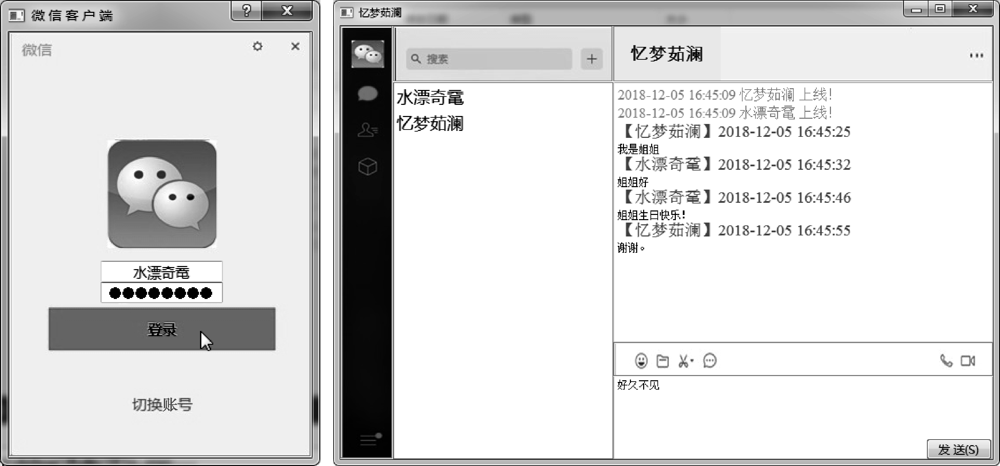 微信客户端
微信
水漂奇鼋
登录
切换账号
忆梦茹澜
搜索
水漂奇鼋
忆梦茹澜
忆梦茹澜
2018-12-05 16:45:09 忆梦茹澜 上线！
2018-12-05 16:45:09 水漂奇鼋 上线！
【忆梦茹澜】2018-12-05 16:45:25
我是姐姐
【水漂奇鼋】2018-12-05 16:45:32
姐姐好
【水漂奇鼋】2018-12-05 16:45:46
姐姐生日快乐！
【忆梦茹澜】2018-12-05 16:45:55
谢谢。
好久不见
发 送(S)